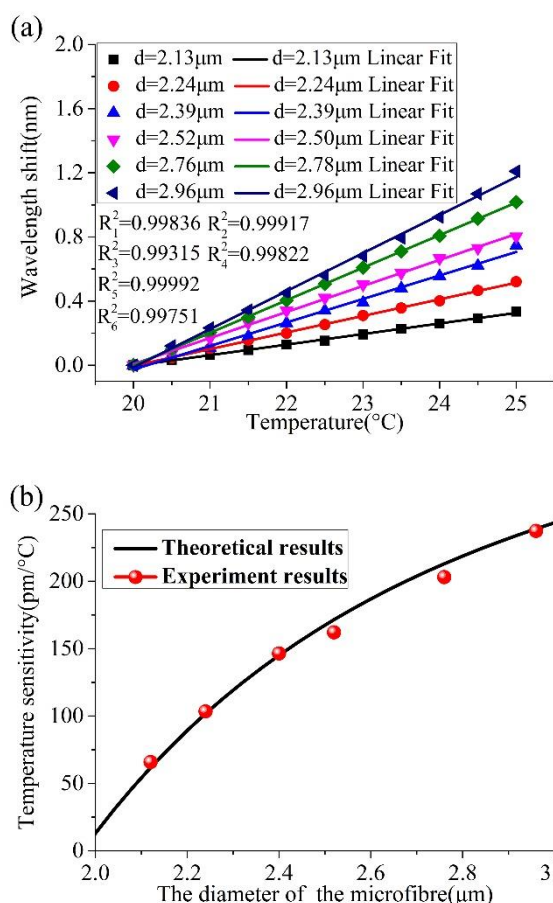 (a)
2.0
1.6
1.2
0.8
0.4
0.0
Wavelength shift(nm)
d=2.13μm d=2.13μm Linear Fit
d=2.24μm d=2.24μm Linear Fit
d=2.39μm d=2.39μm Linear Fit
d=2.52μm d=2.50μm Linear Fit
d=2.76μm d=2.78μm Linear Fit
d=2.96μm d=2.96μm Linear Fit
R₁²=0.99836 R₂²=0.99917
R₃²=0.99315 R₄²=0.99822
R₅²=0.99992
R₆²=0.99751
20 21 22 23 24 25
Temperature(°C)
(b)
250
200
150
100
50
0
Temperature sensitivity(pm/°C)
Theoretical results
Experiment results
2.0 2.2 2.4 2.6 2.8 3
The diameter of the microfibre(μm)